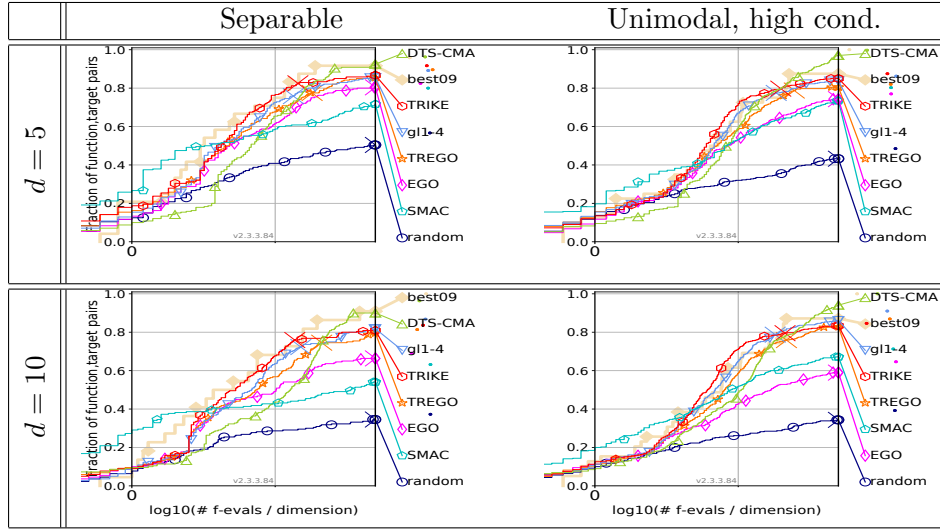 Separable
Unimodal, high cond.
d = 5
1.0
0.8
0.6
0.4
0.2
0.0
Fraction of function,target pairs
0
v2.3.3.84
DTS-CMA
best09
TRIKE
gl1-4
TREGO
EGO
SMAC
random
1.0
0.8
0.6
0.4
0.2
0.0
0
v2.3.3.84
DTS-CMA
best09
TRIKE
gl1-4
TREGO
EGO
SMAC
random
d = 10
1.0
0.8
0.6
0.4
0.2
0.0
Fraction of function,target pairs
0
v2.3.3.84
log10(# f-evals / dimension)
best09
DTS-CMA
gl1-4
TRIKE
TREGO
EGO
SMAC
random
1.0
0.8
0.6
0.4
0.2
0.0
0
v2.3.3.84
log10(# f-evals / dimension)
DTS-CMA
best09
gl1-4
TRIKE
TREGO
SMAC
EGO
random